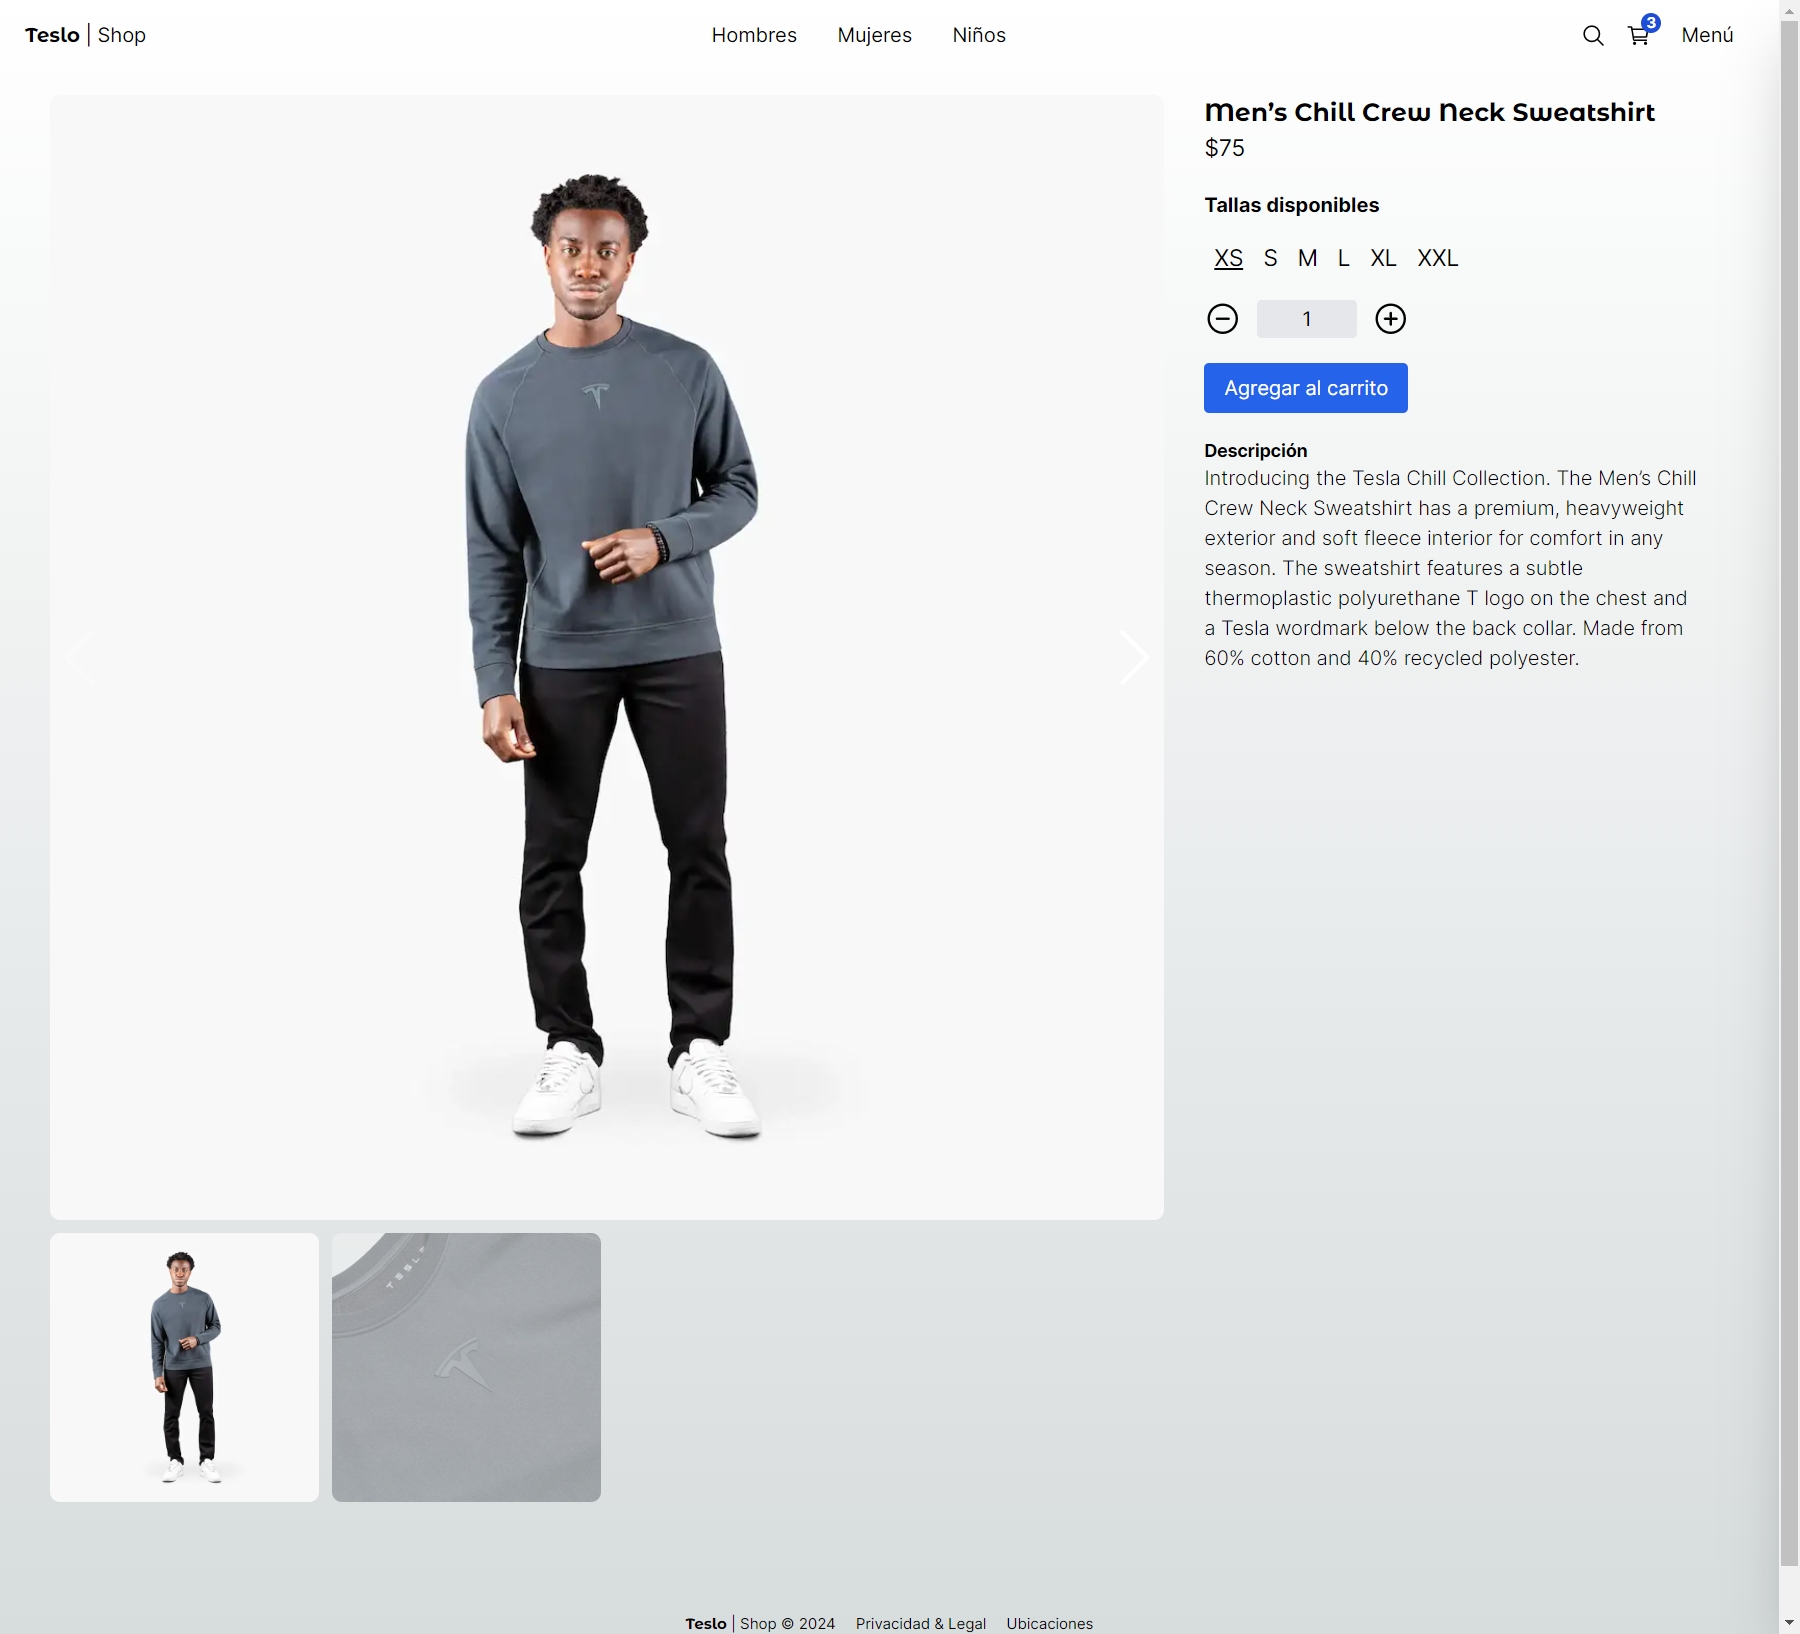 Teslo | Shop
Hombres Mujeres Niños
3 Menú
Men’s Chill Crew Neck Sweatshirt
$75
Tallas disponibles
XS S M L XL XXL
1
Agregar al carrito
Descripción
Introducing the Tesla Chill Collection. The Men’s Chill
Crew Neck Sweatshirt has a premium, heavyweight
exterior and soft fleece interior for comfort in any
season. The sweatshirt features a subtle
thermoplastic polyurethane T logo on the chest and
a Tesla wordmark below the back collar. Made from
60% cotton and 40% recycled polyester.
TESLA
Teslo | Shop © 2024 Privacidad & Legal Ubicaciones